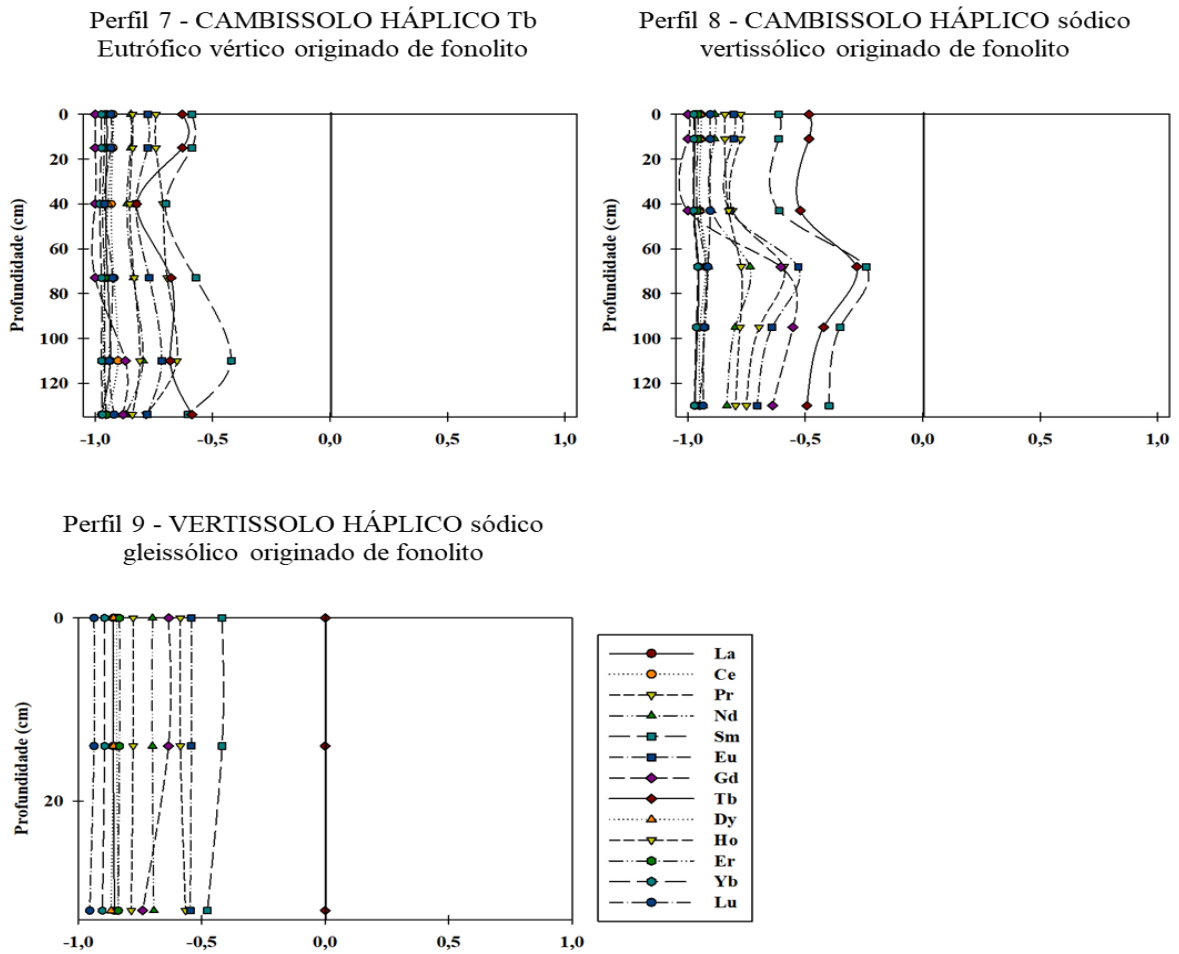 Perfil 7 - CAMBISSOLO HÁPLICO Tb
Eutrófico vértico originado de fonolito
Profundidade (cm)
0
20
40
60
80
100
120
-1,0 -0,5 0,0 0,5 1,0
Perfil 8 - CAMBISSOLO HÁPLICO sódico
vertissólico originado de fonolito
Profundidade (cm)
0
20
40
60
80
100
120
-1,0 -0,5 0,0 0,5 1,0
Perfil 9 - VERTISSOLO HÁPLICO sódico
gleissólico originado de fonolito
Profundidade (cm)
0
20
-1,0 -0,5 0,0 0,5 1,0
La
Ce
Pr
Nd
Sm
Eu
Gd
Tb
Dy
Ho
Er
Yb
Lu